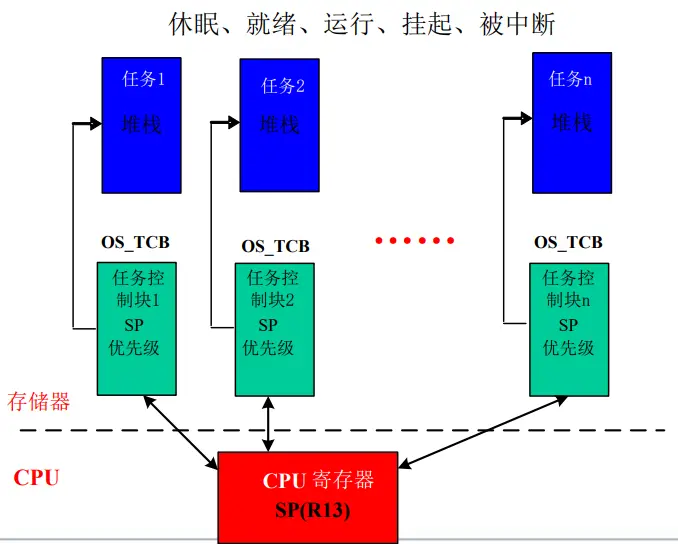 休眠、就绪、运行、挂起、被中断
任务1
堆栈
任务2
堆栈
任务n
堆栈
......
OS_TCB
OS_TCB
OS_TCB
任务控
制块1
SP
优先级
任务控
制块2
SP
优先级
任务控
制块n
SP
优先级
存储器
CPU
CPU 寄存器
SP(R13)